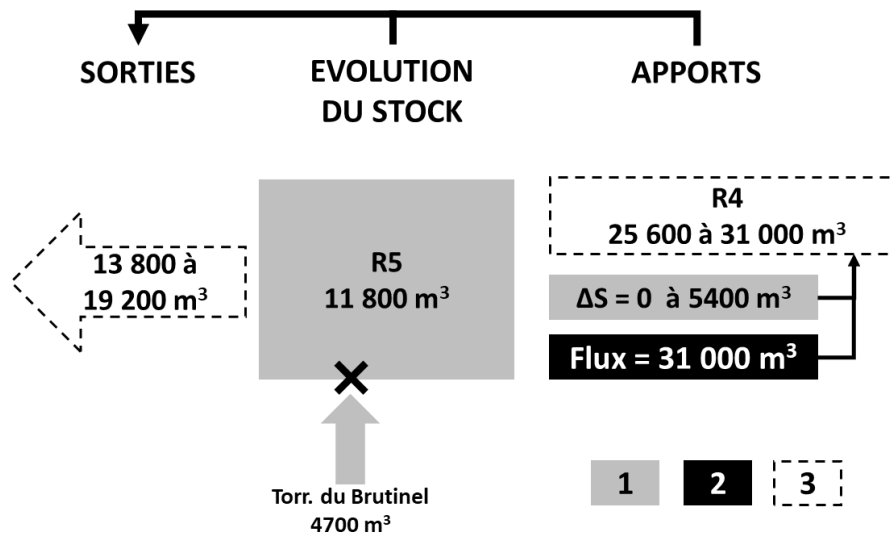 SORTIES
EVOLUTION
DU STOCK
APPORTS
13 800 à
19 200 m³
R5
11 800 m³
R4
25 600 à 31 000 m³
ΔS = 0 à 5400 m³
Flux = 31 000 m³
Torr. du Brutinel
4700 m³
1
2
3